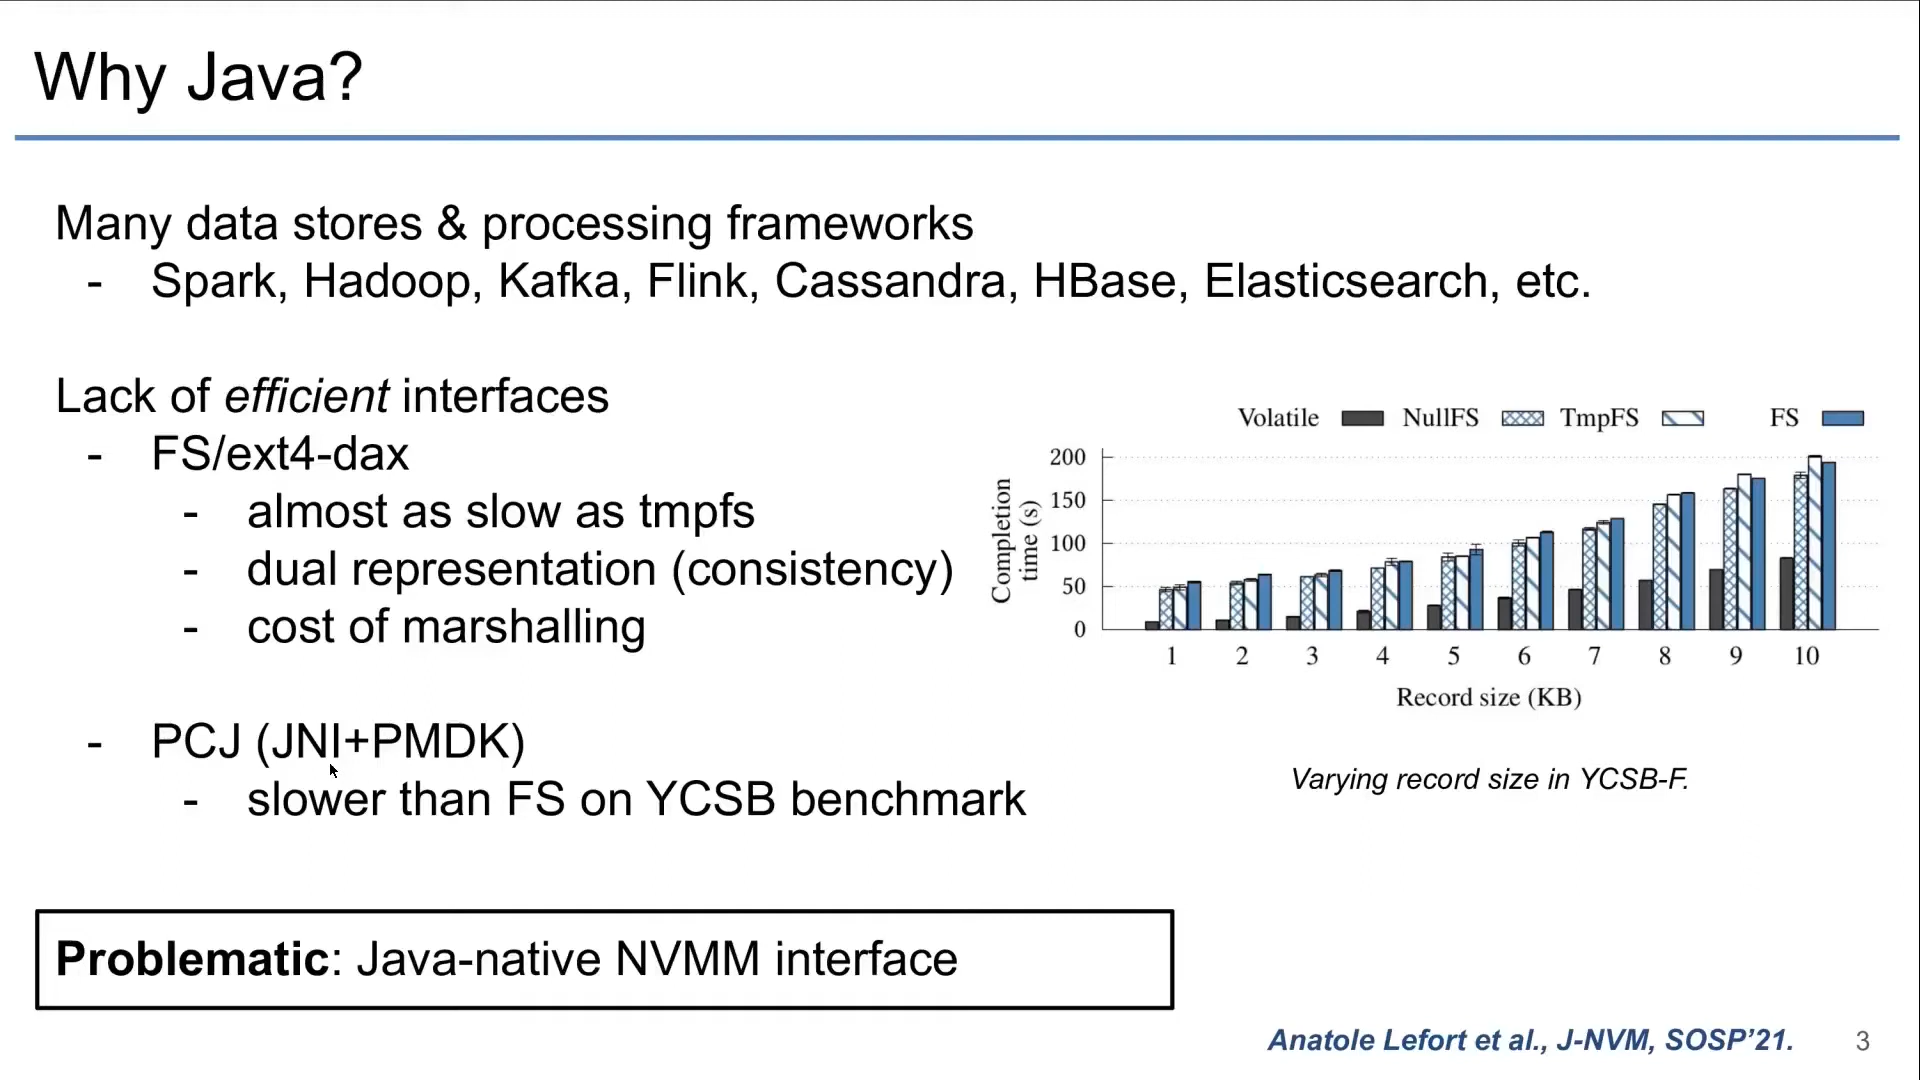 Why Java?
Many data stores & processing frameworks
- Spark, Hadoop, Kafka, Flink, Cassandra, HBase, Elasticsearch, etc.
Lack of efficient interfaces
- FS/ext4-dax
- almost as slow as tmpfs
- dual representation (consistency)
- cost of marshalling
- PCJ (JNI+PMDK)
- slower than FS on YCSB benchmark
Volatile NullFS TmpFS FS
Completion
time (s)
200
150
100
50
0
1 2 3 4 5 6 7 8 9 10
Record size (KB)
Varying record size in YCSB-F.
Problematic: Java-native NVMM interface
Anatole Lefort et al., J-NVM, SOSP’21. 3